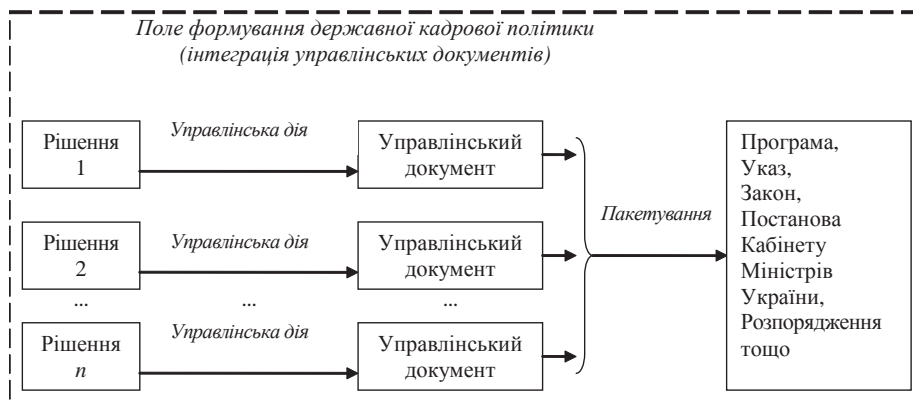 Поле формування державної кадрової політики
(інтеграція управлінських документів)
Рішення
1
Управлінська дія
Управлінський
документ
Рішення
2
Управлінська дія
Управлінський
документ
...
...
...
Рішення
n
Управлінська дія
Управлінський
документ
Пакетування
Програма,
Указ,
Закон,
Постанова
Кабінету
Міністрів
України,
Розпорядження
тощо